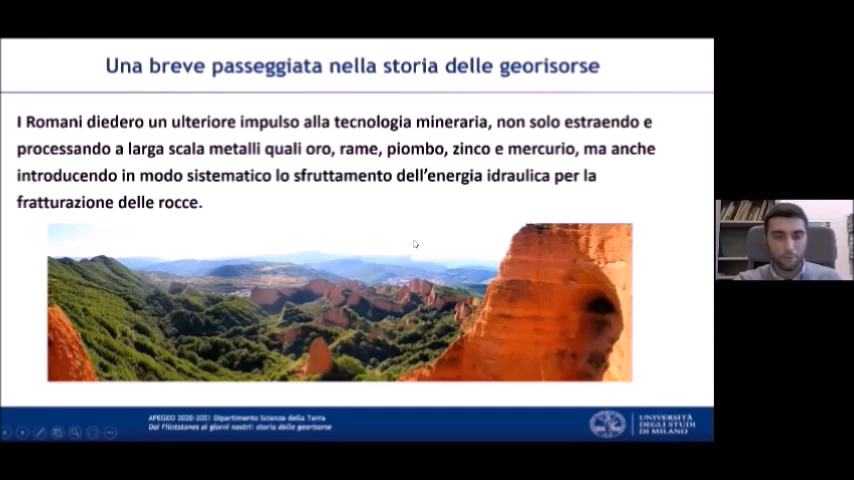 Una breve passeggiata nella storia delle georisorse
I Romani diedero un ulteriore impulso alla tecnologia mineraria, non solo estraendo e
processando a larga scala metalli quali oro, rame, piombo, zinco e mercurio, ma anche
introducendo in modo sistematico lo sfruttamento dell'energia idraulica per la
fratturazione delle rocce.
APEGEO 2020-2021 Dipartimento Scienze della Terra
Dai Flintstones ai giorni nostri: storia delle georisorse
UNIVERSITÀ
DEGLI STUDI
DI MILANO